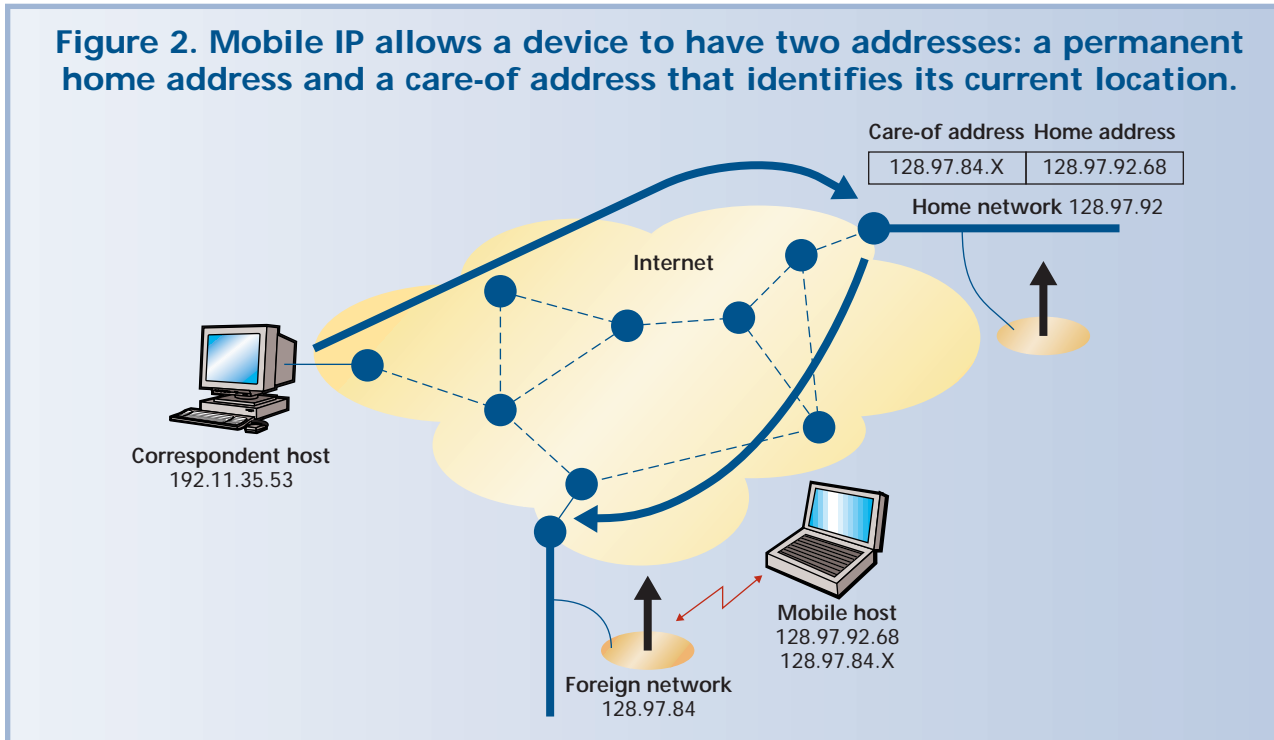 Figure 2. Mobile IP allows a device to have two addresses: a permanent
home address and a care-of address that identifies its current location.
Care-of address Home address
128.97.84.X 128.97.92.68
Home network 128.97.92
Internet
Correspondent host
192.11.35.53
Mobile host
128.97.92.68
128.97.84.X
Foreign network
128.97.84